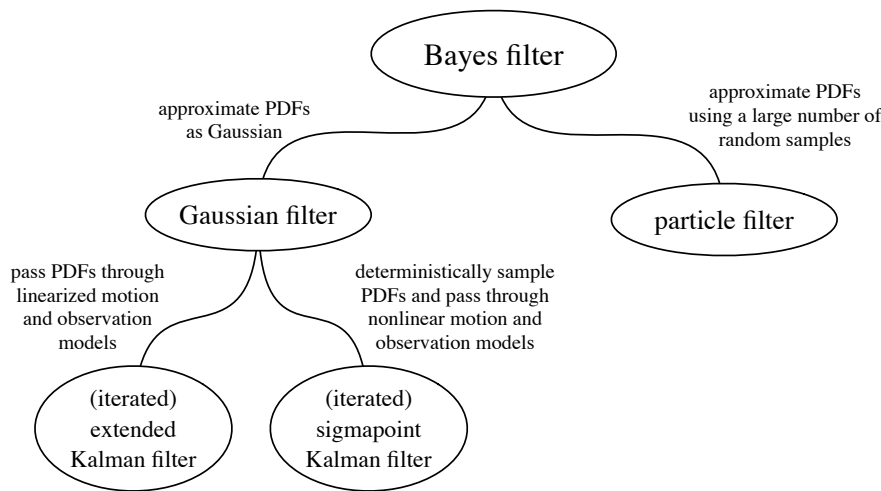 Bayes filter
approximate PDFs
as Gaussian
approximate PDFs
using a large number of
random samples
Gaussian filter
particle filter
pass PDFs through
linearized motion
and observation
models
deterministically sample
PDFs and pass through
nonlinear motion and
observation models
(iterated)
extended
Kalman filter
(iterated)
sigmapoint
Kalman filter